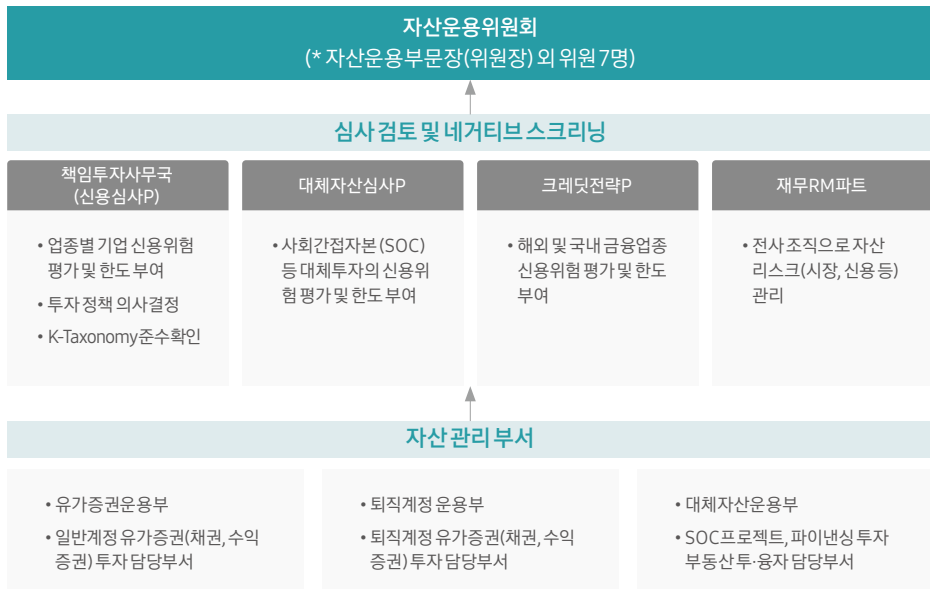 자산운용위원회
(* 자산운용부문장(위원장) 외 위원 7명)
심사 검토 및 네거티브 스크리닝
책임투자사무국
(신용심사P)
• 업종별 기업 신용위험
평가 및 한도 부여
• 투자 정책 의사결정
• K-Taxonomy준수확인
대체자산심사P
• 사회간접자본 (SOC)
등 대체투자의 신용위
험 평가 및 한도 부여
크레딧전략P
• 해외 및 국내 금융업종
신용위험 평가 및 한도
부여
재무RM파트
• 전사 조직으로 자산
리스크(시장, 신용 등)
관리
자산 관리 부서
• 유가증권운용부
• 일반계정 유가증권(채권, 수익
증권) 투자 담당부서
• 퇴직계정 운용부
• 퇴직계정 유가증권(채권, 수익
증권) 투자 담당부서
• 대체자산운용부
• SOC프로젝트, 파이낸싱 투자
부동산 투·융자 담당부서